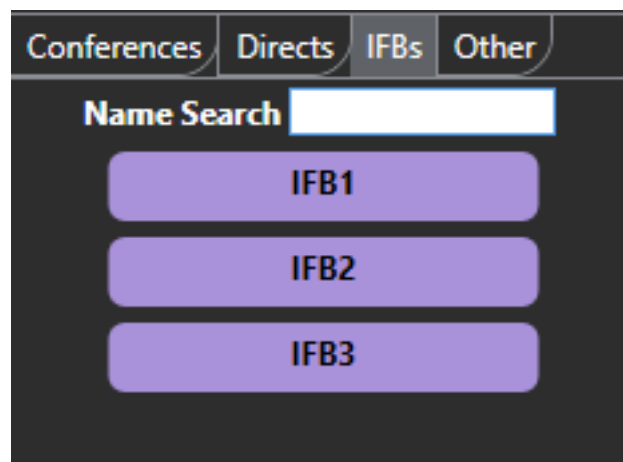 Conferences Directs IFBs Other
Name Search
IFB1
IFB2
IFB3